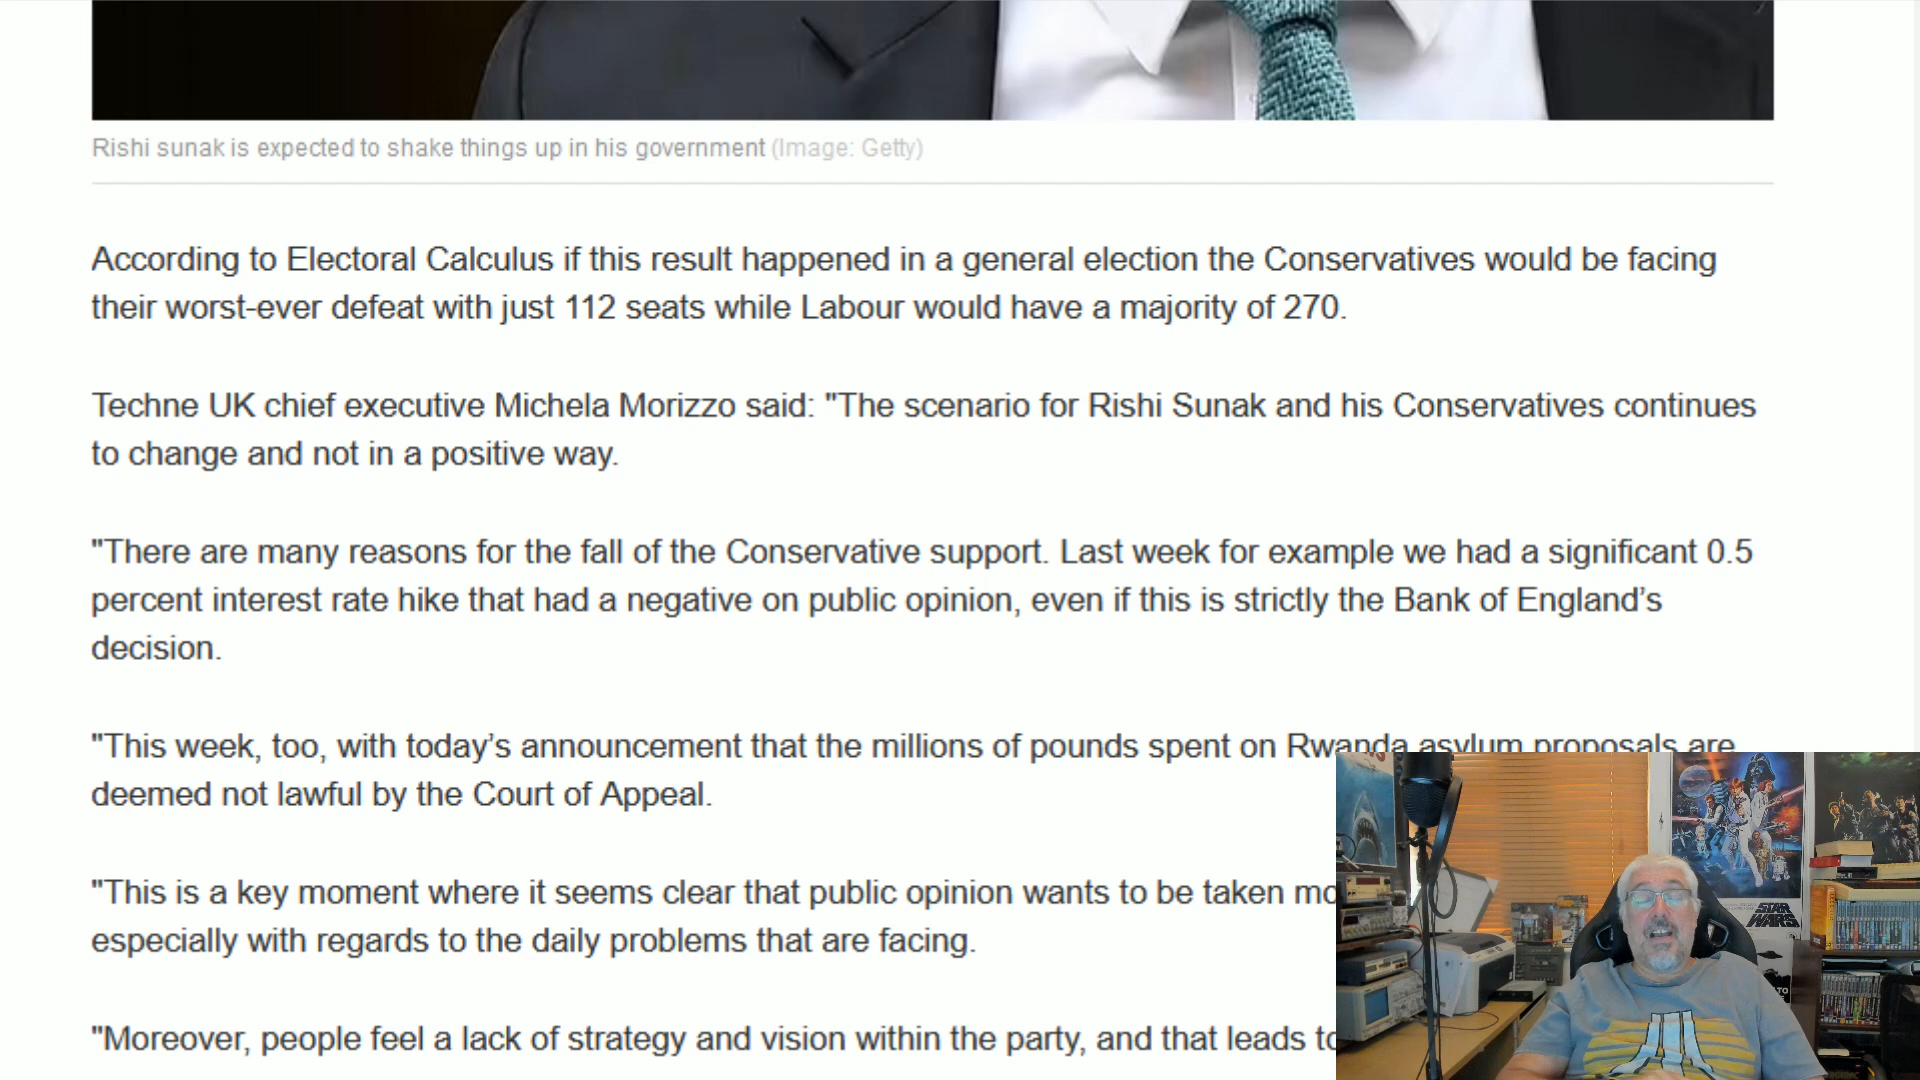 Rishi sunak is expected to shake things up in his government (Image: Getty)
According to Electoral Calculus if this result happened in a general election the Conservatives would be facing
their worst-ever defeat with just 112 seats while Labour would have a majority of 270.
Techne UK chief executive Michela Morizzo said: "The scenario for Rishi Sunak and his Conservatives continues
to change and not in a positive way.
"There are many reasons for the fall of the Conservative support. Last week for example we had a significant 0.5
percent interest rate hike that had a negative on public opinion, even if this is strictly the Bank of England’s
decision.
"This week, too, with today’s announcement that the millions of pounds spent on Rwanda asylum proposals are
deemed not lawful by the Court of Appeal.
"This is a key moment where it seems clear that public opinion wants to be taken
especially with regards to the daily problems that are facing.
"Moreover, people feel a lack of strategy and vision within the party, and that leads
STAR
WARS